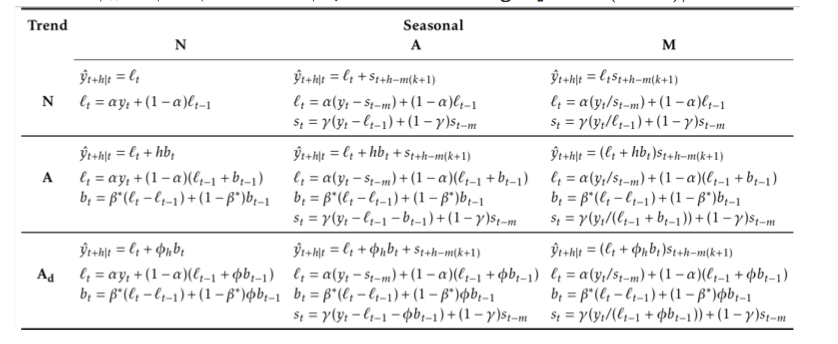 Trend Seasonal
N A M
ŷ_{t+h|t} = ℓ_t ŷ_{t+h|t} = ℓ_t + s_{t+h−m(k+1)} ŷ_{t+h|t} = ℓ_t s_{t+h−m(k+1)}
N ℓ_t = αy_t + (1 − α)ℓ_{t−1} ℓ_t = α(y_t − s_{t−m}) + (1 − α)ℓ_{t−1} ℓ_t = α(y_t/s_{t−m}) + (1 − α)ℓ_{t−1}
s_t = γ(y_t − ℓ_{t−1}) + (1 − γ)s_{t−m} s_t = γ(y_t/ℓ_{t−1}) + (1 − γ)s_{t−m}
ŷ_{t+h|t} = ℓ_t + hb_t ŷ_{t+h|t} = ℓ_t + hb_t + s_{t+h−m(k+1)} ŷ_{t+h|t} = (ℓ_t + hb_t)s_{t+h−m(k+1)}
A ℓ_t = αy_t + (1 − α)(ℓ_{t−1} + b_{t−1}) ℓ_t = α(y_t − s_{t−m}) + (1 − α)(ℓ_{t−1} + b_{t−1}) ℓ_t = α(y_t/s_{t−m}) + (1 − α)(ℓ_{t−1} + b_{t−1})
b_t = β*(ℓ_t − ℓ_{t−1}) + (1 − β*)b_{t−1} b_t = β*(ℓ_t − ℓ_{t−1}) + (1 − β*)b_{t−1} b_t = β*(ℓ_t − ℓ_{t−1}) + (1 − β*)b_{t−1}
s_t = γ(y_t − ℓ_{t−1} − b_{t−1}) + (1 − γ)s_{t−m} s_t = γ(y_t/(ℓ_{t−1} + b_{t−1})) + (1 − γ)s_{t−m}
ŷ_{t+h|t} = ℓ_t + ϕ_h b_t ŷ_{t+h|t} = ℓ_t + ϕ_h b_t + s_{t+h−m(k+1)} ŷ_{t+h|t} = (ℓ_t + ϕ_h b_t)s_{t+h−m(k+1)}
A_d ℓ_t = αy_t + (1 − α)(ℓ_{t−1} + ϕb_{t−1}) ℓ_t = α(y_t − s_{t−m}) + (1 − α)(ℓ_{t−1} + ϕb_{t−1}) ℓ_t = α(y_t/s_{t−m}) + (1 − α)(ℓ_{t−1} + ϕb_{t−1})
b_t = β*(ℓ_t − ℓ_{t−1}) + (1 − β*)ϕb_{t−1} b_t = β*(ℓ_t − ℓ_{t−1}) + (1 − β*)ϕb_{t−1} b_t = β*(ℓ_t − ℓ_{t−1}) + (1 − β*)ϕb_{t−1}
s_t = γ(y_t − ℓ_{t−1} − ϕb_{t−1}) + (1 − γ)s_{t−m} s_t = γ(y_t/(ℓ_{t−1} + ϕb_{t−1})) + (1 − γ)s_{t−m}